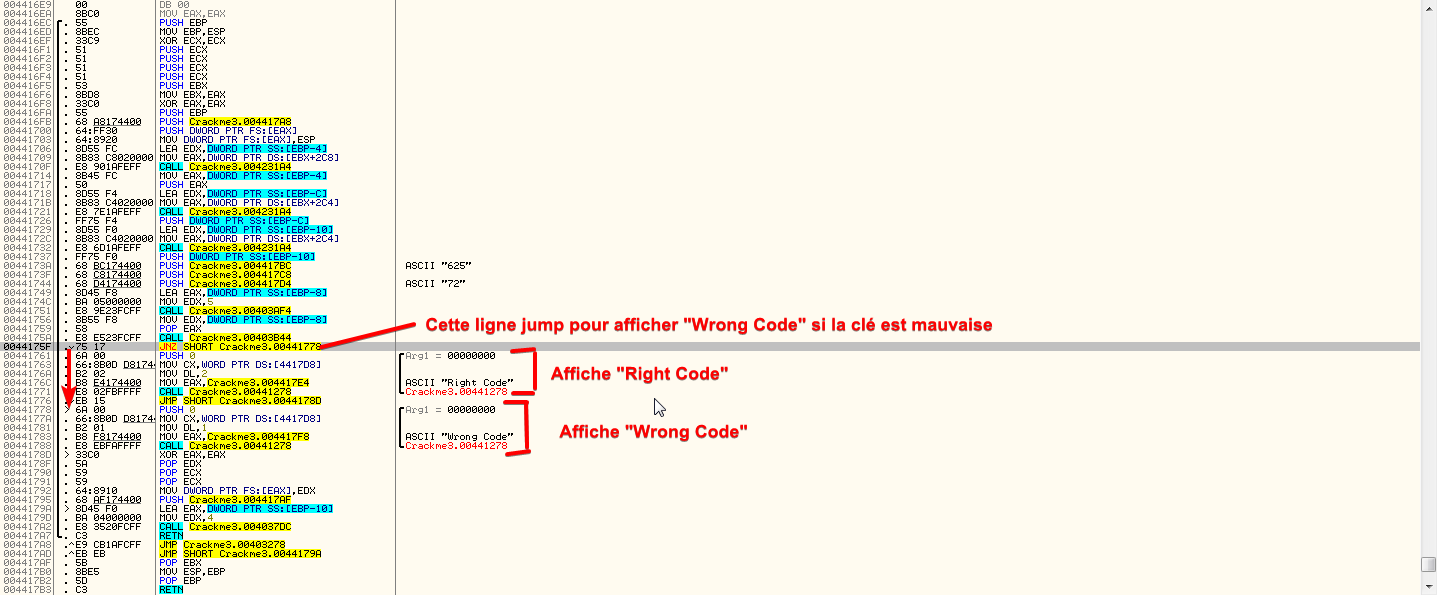 004416E9 00 DB 00
004416EA 8BC0 MOV EAX,EAX
004416EC . 55 PUSH EBP
004416ED . 8BEC MOV EBP,ESP
004416EF . 33C9 XOR ECX,ECX
004416F1 . 51 PUSH ECX
004416F2 . 51 PUSH ECX
004416F3 . 51 PUSH ECX
004416F4 . 51 PUSH ECX
004416F5 . 53 PUSH EBX
004416F6 . 8BD8 MOV EBX,EAX
004416F8 . 33C0 XOR EAX,EAX
004416FA . 55 PUSH EBP
004416FB . 68 A8174400 PUSH Crackme3.004417A8
00441700 . 64:FF30 PUSH DWORD PTR FS:[EAX]
00441703 . 64:8920 MOV DWORD PTR FS:[EAX],ESP
00441706 . 8D55 FC LEA EDX,DWORD PTR SS:[EBP-4]
00441709 . 8B83 C8020000 MOV EAX,DWORD PTR DS:[EBX+2C8]
0044170F . E8 901AFEFF CALL Crackme3.004231A4
00441714 . 8B45 FC MOV EAX,DWORD PTR SS:[EBP-4]
00441717 . 50 PUSH EAX
00441718 . 8D55 F4 LEA EDX,DWORD PTR SS:[EBP-C]
0044171B . 8B83 C4020000 MOV EAX,DWORD PTR DS:[EBX+2C4]
00441721 . E8 7E1AFEFF CALL Crackme3.004231A4
00441726 . FF75 F4 PUSH DWORD PTR SS:[EBP-C]
00441729 . 8D55 F0 LEA EDX,DWORD PTR SS:[EBP-10]
0044172C . 8B83 C4020000 MOV EAX,DWORD PTR DS:[EBX+2C4]
00441732 . E8 6D1AFEFF CALL Crackme3.004231A4
00441737 . FF75 F0 PUSH DWORD PTR SS:[EBP-10]
0044173A . 68 BC174400 PUSH Crackme3.004417BC ASCII "625"
0044173F . 68 C8174400 PUSH Crackme3.004417C8
00441744 . 68 D4174400 PUSH Crackme3.004417D4 ASCII "72"
00441749 . 8D45 F8 LEA EAX,DWORD PTR SS:[EBP-8]
0044174C . BA 05000000 MOV EDX,5
00441751 . E8 9E23FCFF CALL Crackme3.00403AF4
00441756 . 8B55 F8 MOV EDX,DWORD PTR SS:[EBP-8]
00441759 . 58 POP EAX
0044175A . E8 E523FCFF CALL Crackme3.00403B44
Cette ligne jump pour afficher "Wrong Code" si la clé est mauvaise
0044175F 75 17 JNZ SHORT Crackme3.00441778
00441761 . 6A 00 PUSH 0 Arg1 = 00000000
00441763 . 66:8B0D D8174 MOV CX,WORD PTR DS:[4417D8]
0044176A . B2 02 MOV DL,2
Affiche "Right Code"
0044176C . B8 E4174400 MOV EAX,Crackme3.004417E4 ASCII "Right Code"
00441771 . E8 02FBFFFF CALL Crackme3.00441278 Crackme3.00441278
00441776 . EB 15 JMP SHORT Crackme3.0044178D
00441778 > 6A 00 PUSH 0 Arg1 = 00000000
0044177A . 66:8B0D D8174 MOV CX,WORD PTR DS:[4417D8]
00441781 . B2 01 MOV DL,1
Affiche "Wrong Code"
00441783 . B8 F8174400 MOV EAX,Crackme3.004417F8 ASCII "Wrong Code"
00441788 . E8 EBFAFFFF CALL Crackme3.00441278 Crackme3.00441278
0044178D > 33C0 XOR EAX,EAX
0044178F . 5A POP EDX
00441790 . 59 POP ECX
00441791 . 59 POP ECX
00441792 . 64:8910 MOV DWORD PTR FS:[EAX],EDX
00441795 . 68 AF174400 PUSH Crackme3.004417AF
0044179A > 8D45 F0 LEA EAX,DWORD PTR SS:[EBP-10]
0044179D . BA 04000000 MOV EDX,4
004417A2 . E8 3520FCFF CALL Crackme3.004037DC
004417A7 . C3 RETN
004417A8 .^E9 CB1AFCFF JMP Crackme3.00403278
004417AD .^EB EB JMP SHORT Crackme3.0044179A
004417AF . 5B POP EBX
004417B0 . 8BE5 MOV ESP,EBP
004417B2 . 5D POP EBP
004417B3 . C3 RETN